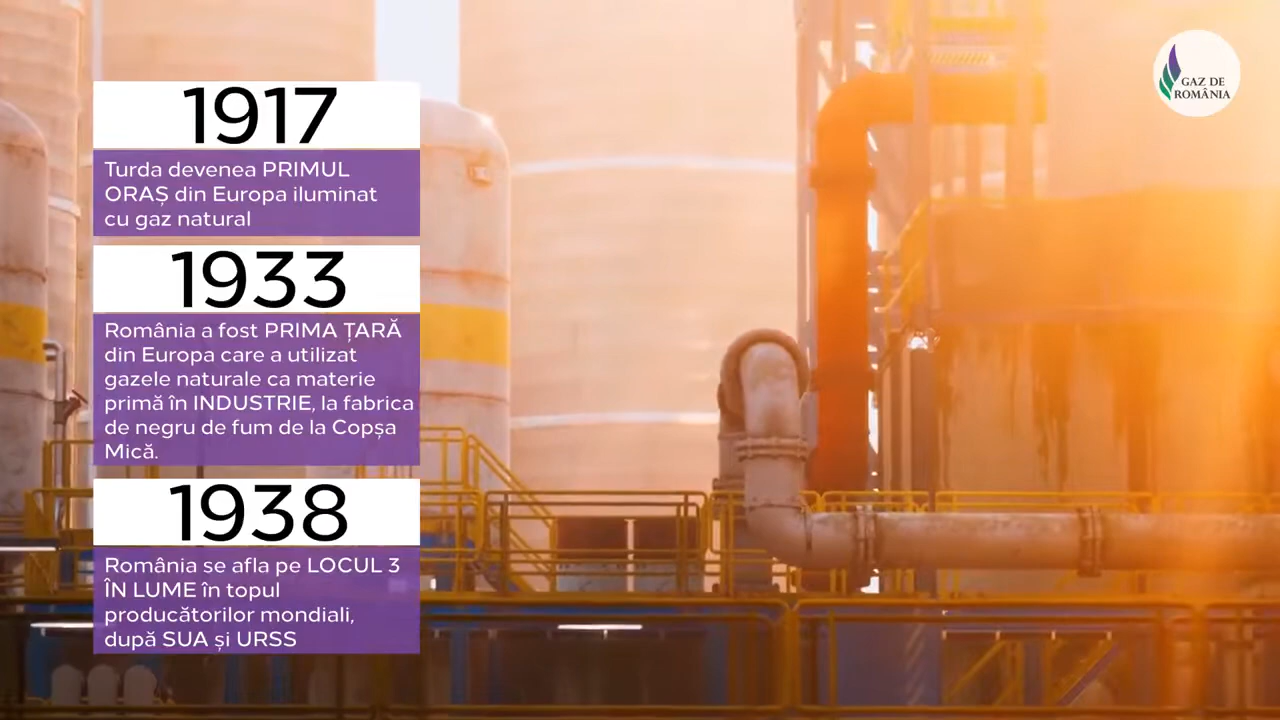 1917
Turda devenea PRIMUL
ORAȘ din Europa iluminat
cu gaz natural
1933
România a fost PRIMA ȚARĂ
din Europa care a utilizat
gazele naturale ca materie
primă în INDUSTRIE, la fabrica
de negru de fum de la Copșa
Mică.
1938
România se afla pe LOCUL 3
ÎN LUME în topul
producătorilor mondiali,
după SUA și URSS
GAZ DE
ROMÂNIA